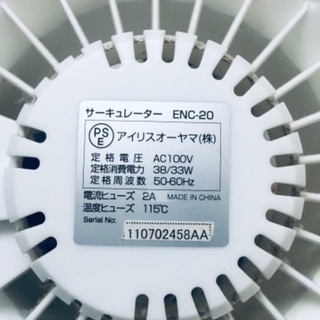 サーキュレーター ENC-20
PSE アイリスオーヤマ(株)
定格電圧 AC100V
定格消費電力 38/33W
定格周波数 50-60Hz
電流ヒューズ 2A MADE IN CHINA
温度ヒューズ 115℃
Serial No:
110702458AA